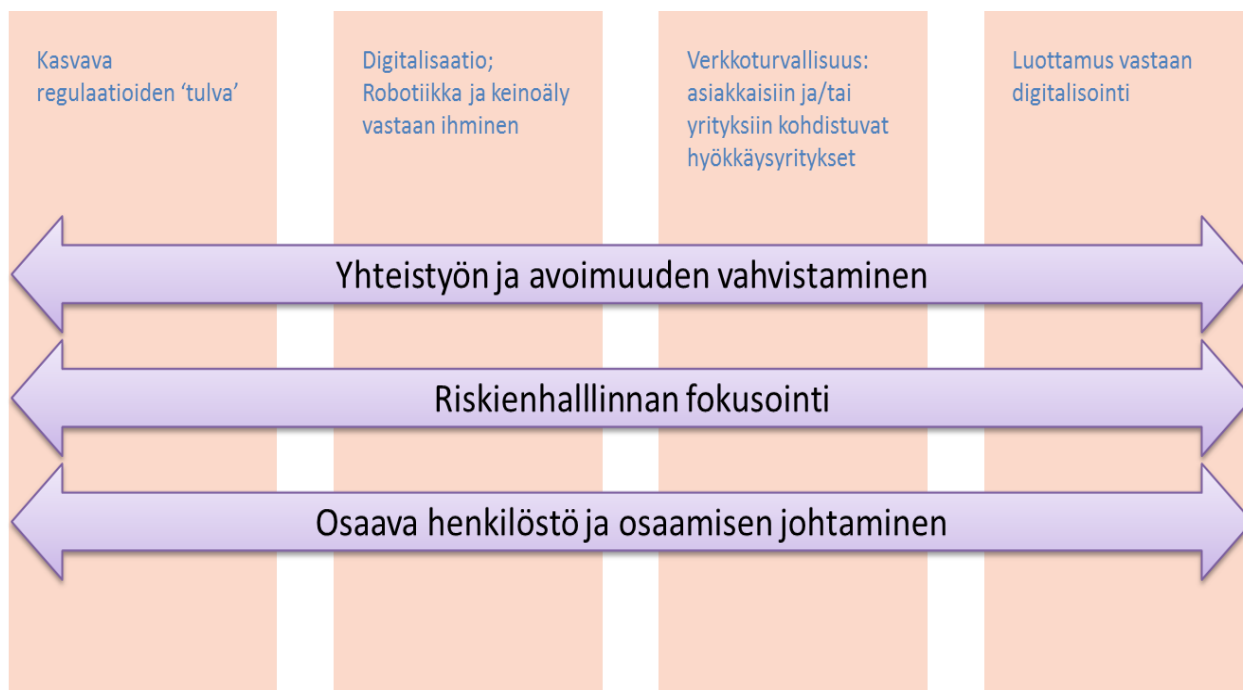 Kasvava
regulaatioiden ‘tulva’
Digitalisaatio;
Robotiikka ja keinoäly
vastaan ihminen
Verkkoturvallisuus:
asiakkaisiin ja/tai
yrityksiin kohdistuvat
hyökkäysyritykset
Luottamus vastaan
digitalisointi
Yhteistyön ja avoimuuden vahvistaminen
Riskienhalllinnan fokusointi
Osaava henkilöstö ja osaamisen johtaminen